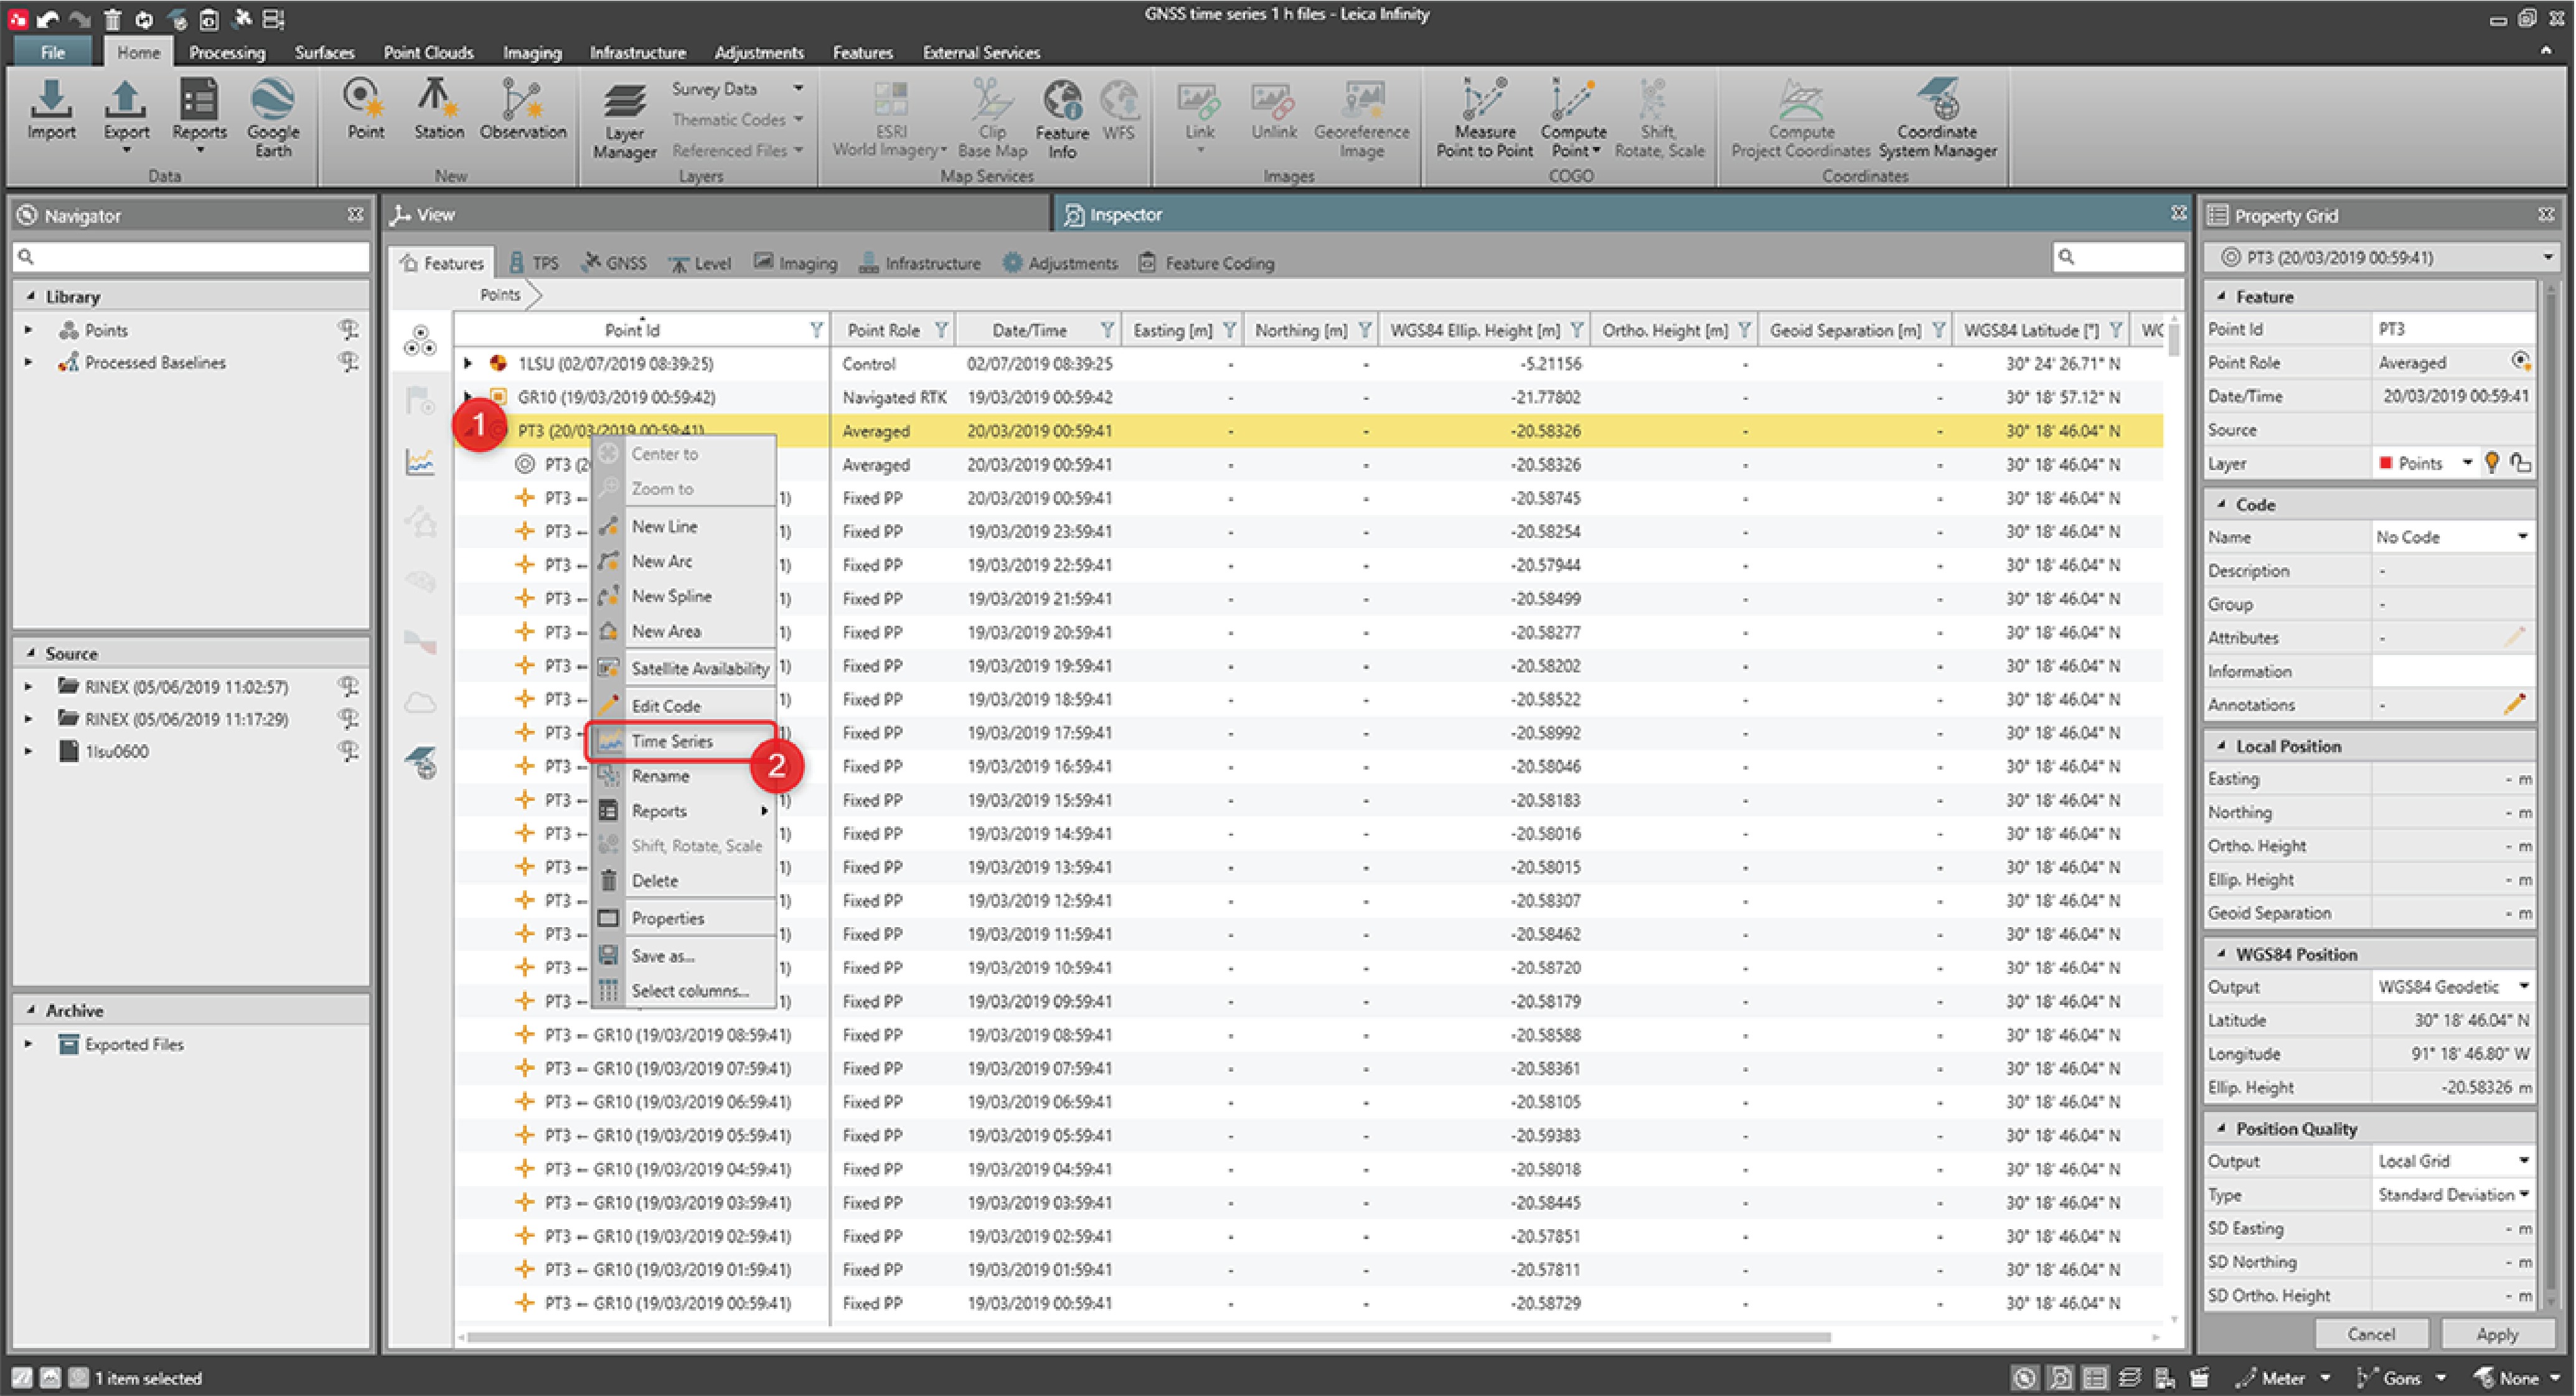 GNSS time series 1 h files - Leica Infinity
File Home Processing Surfaces Point Clouds Imaging Infrastructure Adjustments Features External Services
Import Export Reports Google Earth
Data
Point Station Observation
New
Layer Manager
Survey Data
Thematic Codes
Referenced Files
Layers
ESRI World Imagery Clip Base Map Feature Info WFS
Map Services
Link Unlink Georeference Image
Images
Measure Point to Point Compute Point Shift, Rotate, Scale
COGO
Compute Project Coordinates Coordinate System Manager
Coordinates
Navigator
Library
Points
Processed Baselines
Source
RINEX (05/06/2019 11:02:57)
RINEX (05/06/2019 11:17:29)
1lsu0600
Archive
Exported Files
View
Inspector
Features TPS GNSS Level Imaging Infrastructure Adjustments Feature Coding
Points
Point Id Point Role Date/Time Easting [m] Northing [m] WGS84 Ellip. Height [m] Ortho. Height [m] Geoid Separation [m] WGS84 Latitude [°] WG
1LSU (02/07/2019 08:39:25) Control 02/07/2019 08:39:25 - - -5.21156 - - 30° 24' 26.71" N
GR10 (19/03/2019 00:59:42) Navigated RTK 19/03/2019 00:59:42 - - -21.77802 - - 30° 18' 57.12" N
1 PT3 (20/03/2019 00:59:41) Averaged 20/03/2019 00:59:41 - - -20.58326 - - 30° 18' 46.04" N
PT3 (2 Averaged 20/03/2019 00:59:41 - - -20.58326 - - 30° 18' 46.04" N
PT3 ← 1) Fixed PP 20/03/2019 00:59:41 - - -20.58745 - - 30° 18' 46.04" N
PT3 ← 1) Fixed PP 19/03/2019 23:59:41 - - -20.58254 - - 30° 18' 46.04" N
PT3 ← 1) Fixed PP 19/03/2019 22:59:41 - - -20.57944 - - 30° 18' 46.04" N
PT3 ← 1) Fixed PP 19/03/2019 21:59:41 - - -20.58499 - - 30° 18' 46.04" N
PT3 ← 1) Fixed PP 19/03/2019 20:59:41 - - -20.58277 - - 30° 18' 46.04" N
PT3 ← 1) Fixed PP 19/03/2019 19:59:41 - - -20.58202 - - 30° 18' 46.04" N
PT3 ← 1) Fixed PP 19/03/2019 18:59:41 - - -20.58522 - - 30° 18' 46.04" N
PT3 ← 1) Fixed PP 19/03/2019 17:59:41 - - -20.58992 - - 30° 18' 46.04" N
PT3 ← 1) Fixed PP 19/03/2019 16:59:41 - - -20.58046 - - 30° 18' 46.04" N
PT3 ← 1) Fixed PP 19/03/2019 15:59:41 - - -20.58183 - - 30° 18' 46.04" N
PT3 ← 1) Fixed PP 19/03/2019 14:59:41 - - -20.58016 - - 30° 18' 46.04" N
PT3 ← 1) Fixed PP 19/03/2019 13:59:41 - - -20.58015 - - 30° 18' 46.04" N
PT3 ← 1) Fixed PP 19/03/2019 12:59:41 - - -20.58307 - - 30° 18' 46.04" N
PT3 ← 1) Fixed PP 19/03/2019 11:59:41 - - -20.58462 - - 30° 18' 46.04" N
PT3 ← 1) Fixed PP 19/03/2019 10:59:41 - - -20.58720 - - 30° 18' 46.04" N
PT3 ← 1) Fixed PP 19/03/2019 09:59:41 - - -20.58179 - - 30° 18' 46.04" N
PT3 ← GR10 (19/03/2019 08:59:41) Fixed PP 19/03/2019 08:59:41 - - -20.58588 - - 30° 18' 46.04" N
PT3 ← GR10 (19/03/2019 07:59:41) Fixed PP 19/03/2019 07:59:41 - - -20.58361 - - 30° 18' 46.04" N
PT3 ← GR10 (19/03/2019 06:59:41) Fixed PP 19/03/2019 06:59:41 - - -20.58105 - - 30° 18' 46.04" N
PT3 ← GR10 (19/03/2019 05:59:41) Fixed PP 19/03/2019 05:59:41 - - -20.59383 - - 30° 18' 46.04" N
PT3 ← GR10 (19/03/2019 04:59:41) Fixed PP 19/03/2019 04:59:41 - - -20.58018 - - 30° 18' 46.04" N
PT3 ← GR10 (19/03/2019 03:59:41) Fixed PP 19/03/2019 03:59:41 - - -20.58445 - - 30° 18' 46.04" N
PT3 ← GR10 (19/03/2019 02:59:41) Fixed PP 19/03/2019 02:59:41 - - -20.57851 - - 30° 18' 46.04" N
PT3 ← GR10 (19/03/2019 01:59:41) Fixed PP 19/03/2019 01:59:41 - - -20.57811 - - 30° 18' 46.04" N
PT3 ← GR10 (19/03/2019 00:59:41) Fixed PP 19/03/2019 00:59:41 - - -20.58729 - - 30° 18' 46.04" N
Center to
Zoom to
New Line
New Arc
New Spline
New Area
Satellite Availability
Edit Code
Time Series
2
Rename
Reports
Shift, Rotate, Scale
Delete
Properties
Save as...
Select columns...
Property Grid
PT3 (20/03/2019 00:59:41)
Feature
Point Id PT3
Point Role Averaged
Date/Time 20/03/2019 00:59:41
Source
Layer Points
Code
Name No Code
Description -
Group -
Attributes -
Information
Annotations -
Local Position
Easting - m
Northing - m
Ortho. Height - m
Ellip. Height - m
Geoid Separation - m
WGS84 Position
Output WGS84 Geodetic
Latitude 30° 18' 46.04" N
Longitude 91° 18' 46.80" W
Ellip. Height -20.58326 m
Position Quality
Output Local Grid
Type Standard Deviation
SD Easting - m
SD Northing - m
SD Ortho. Height - m
Cancel Apply
1 item selected
Meter Gons None